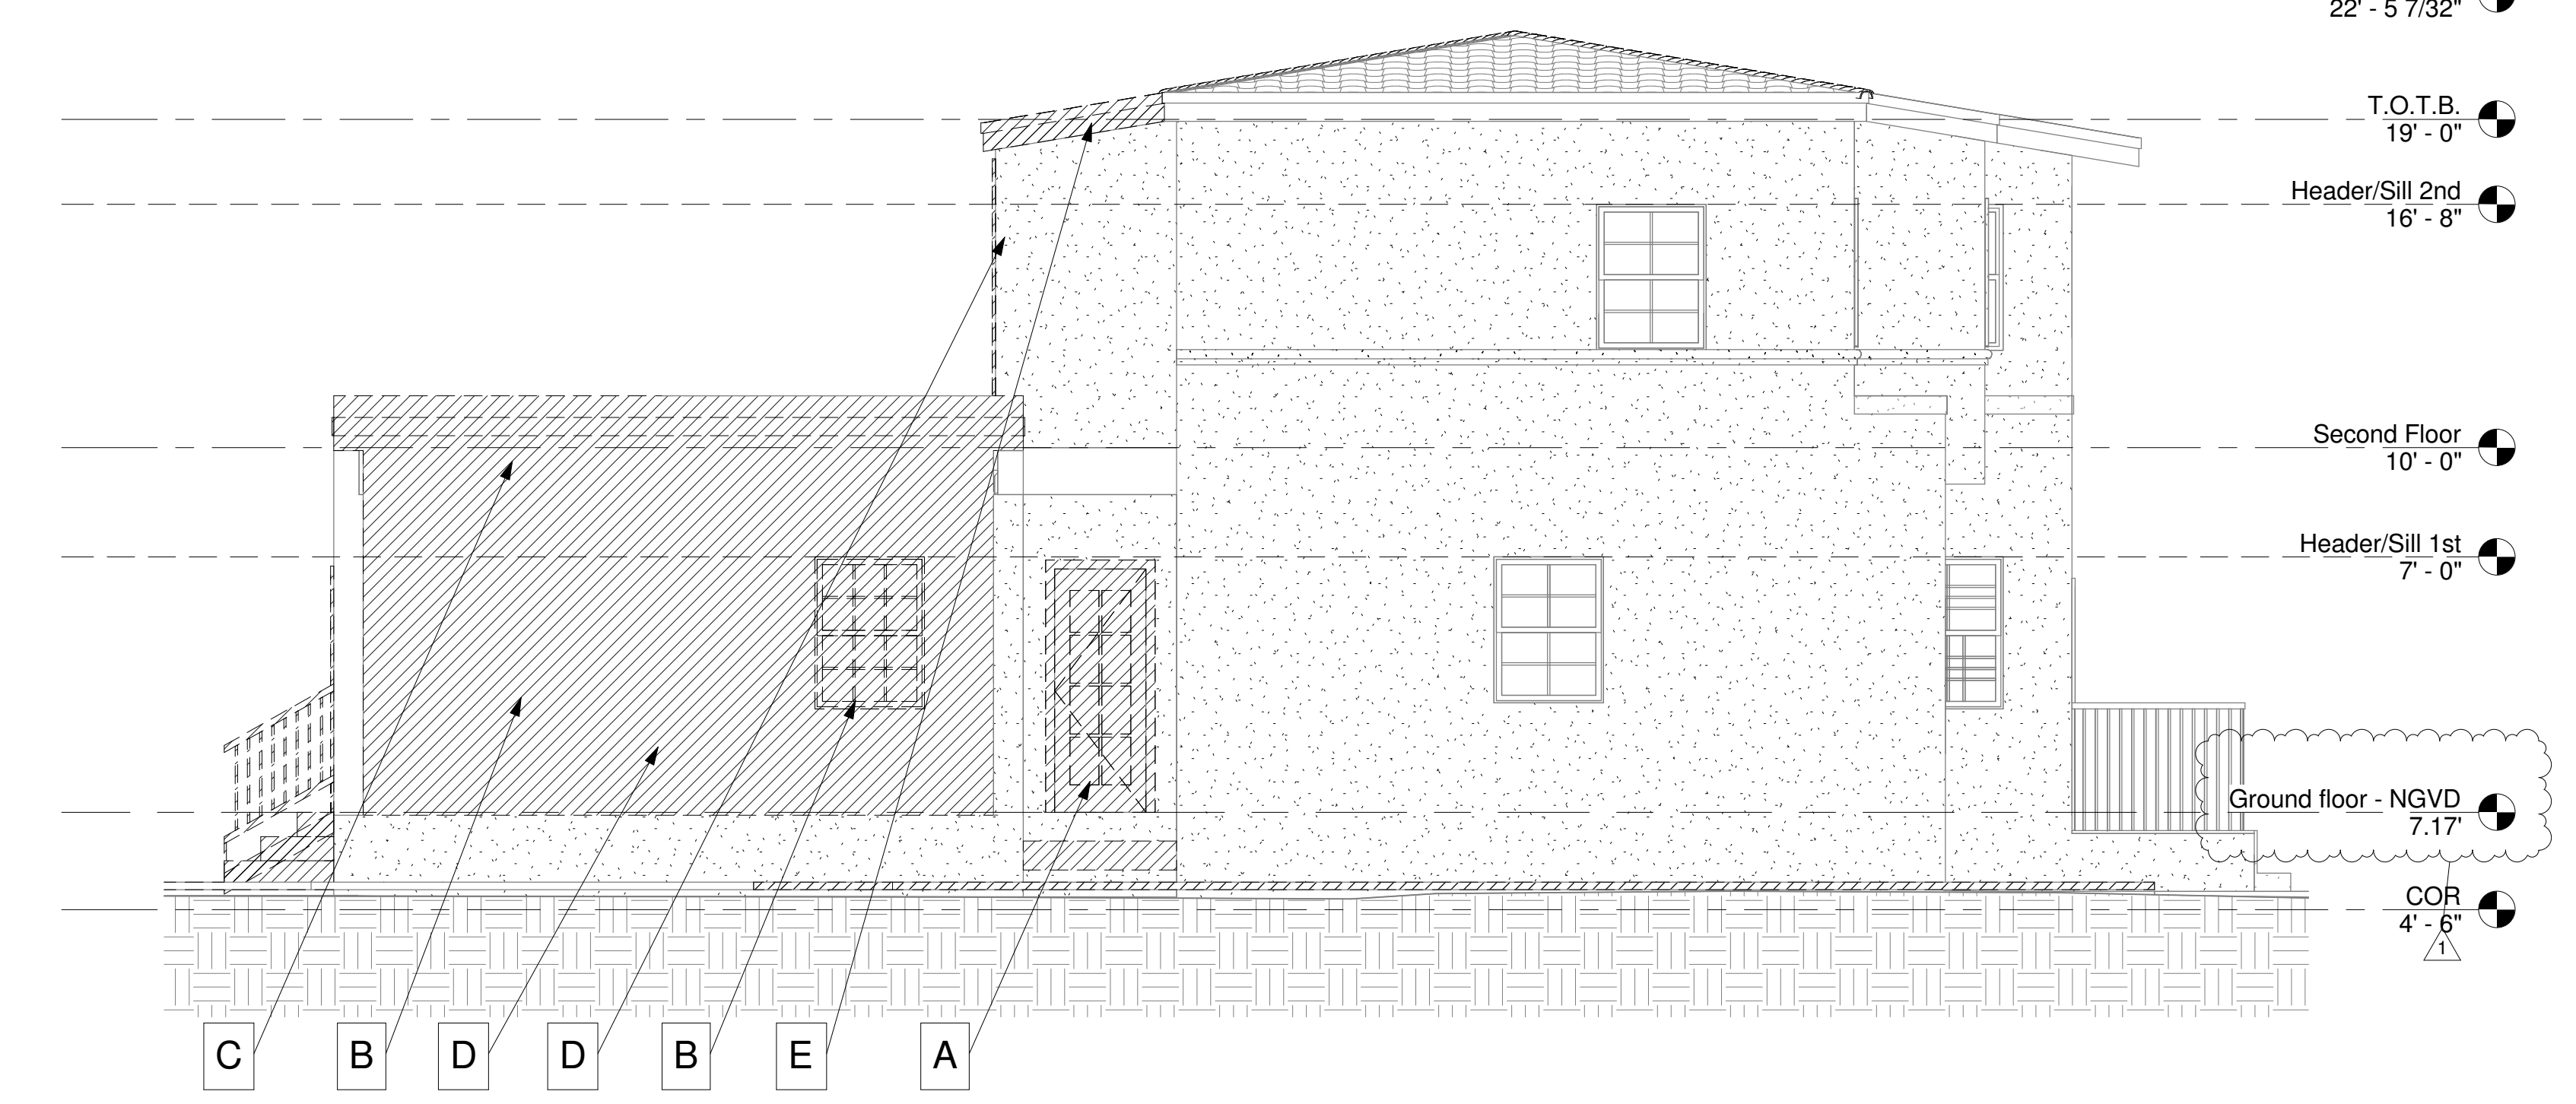 22' - 5 7/32"
T.O.T.B.
19' - 0"
Header/Sill 2nd
16' - 8"
Second Floor
10' - 0"
Header/Sill 1st
7' - 0"
Ground floor - NGVD
7.17'
COR
4' - 6"
1
C
B
D
D
B
E
A